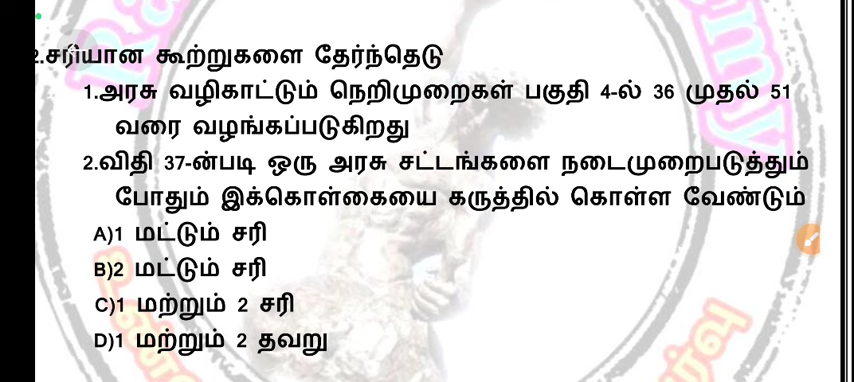 2.சரியான கூற்றுகளை தேர்ந்தெடு
1.அரசு வழிகாட்டும் நெறிமுறைகள் பகுதி 4-ல் 36 முதல் 51
வரை வழங்கப்படுகிறது
2.விதி 37-ன்படி ஒரு அரசு சட்டங்களை நடைமுறைபடுத்தும்
போதும் இக்கொள்கையை கருத்தில் கொள்ள வேண்டும்
A)1 மட்டும் சரி
B)2 மட்டும் சரி
C)1 மற்றும் 2 சரி
D)1 மற்றும் 2 தவறு